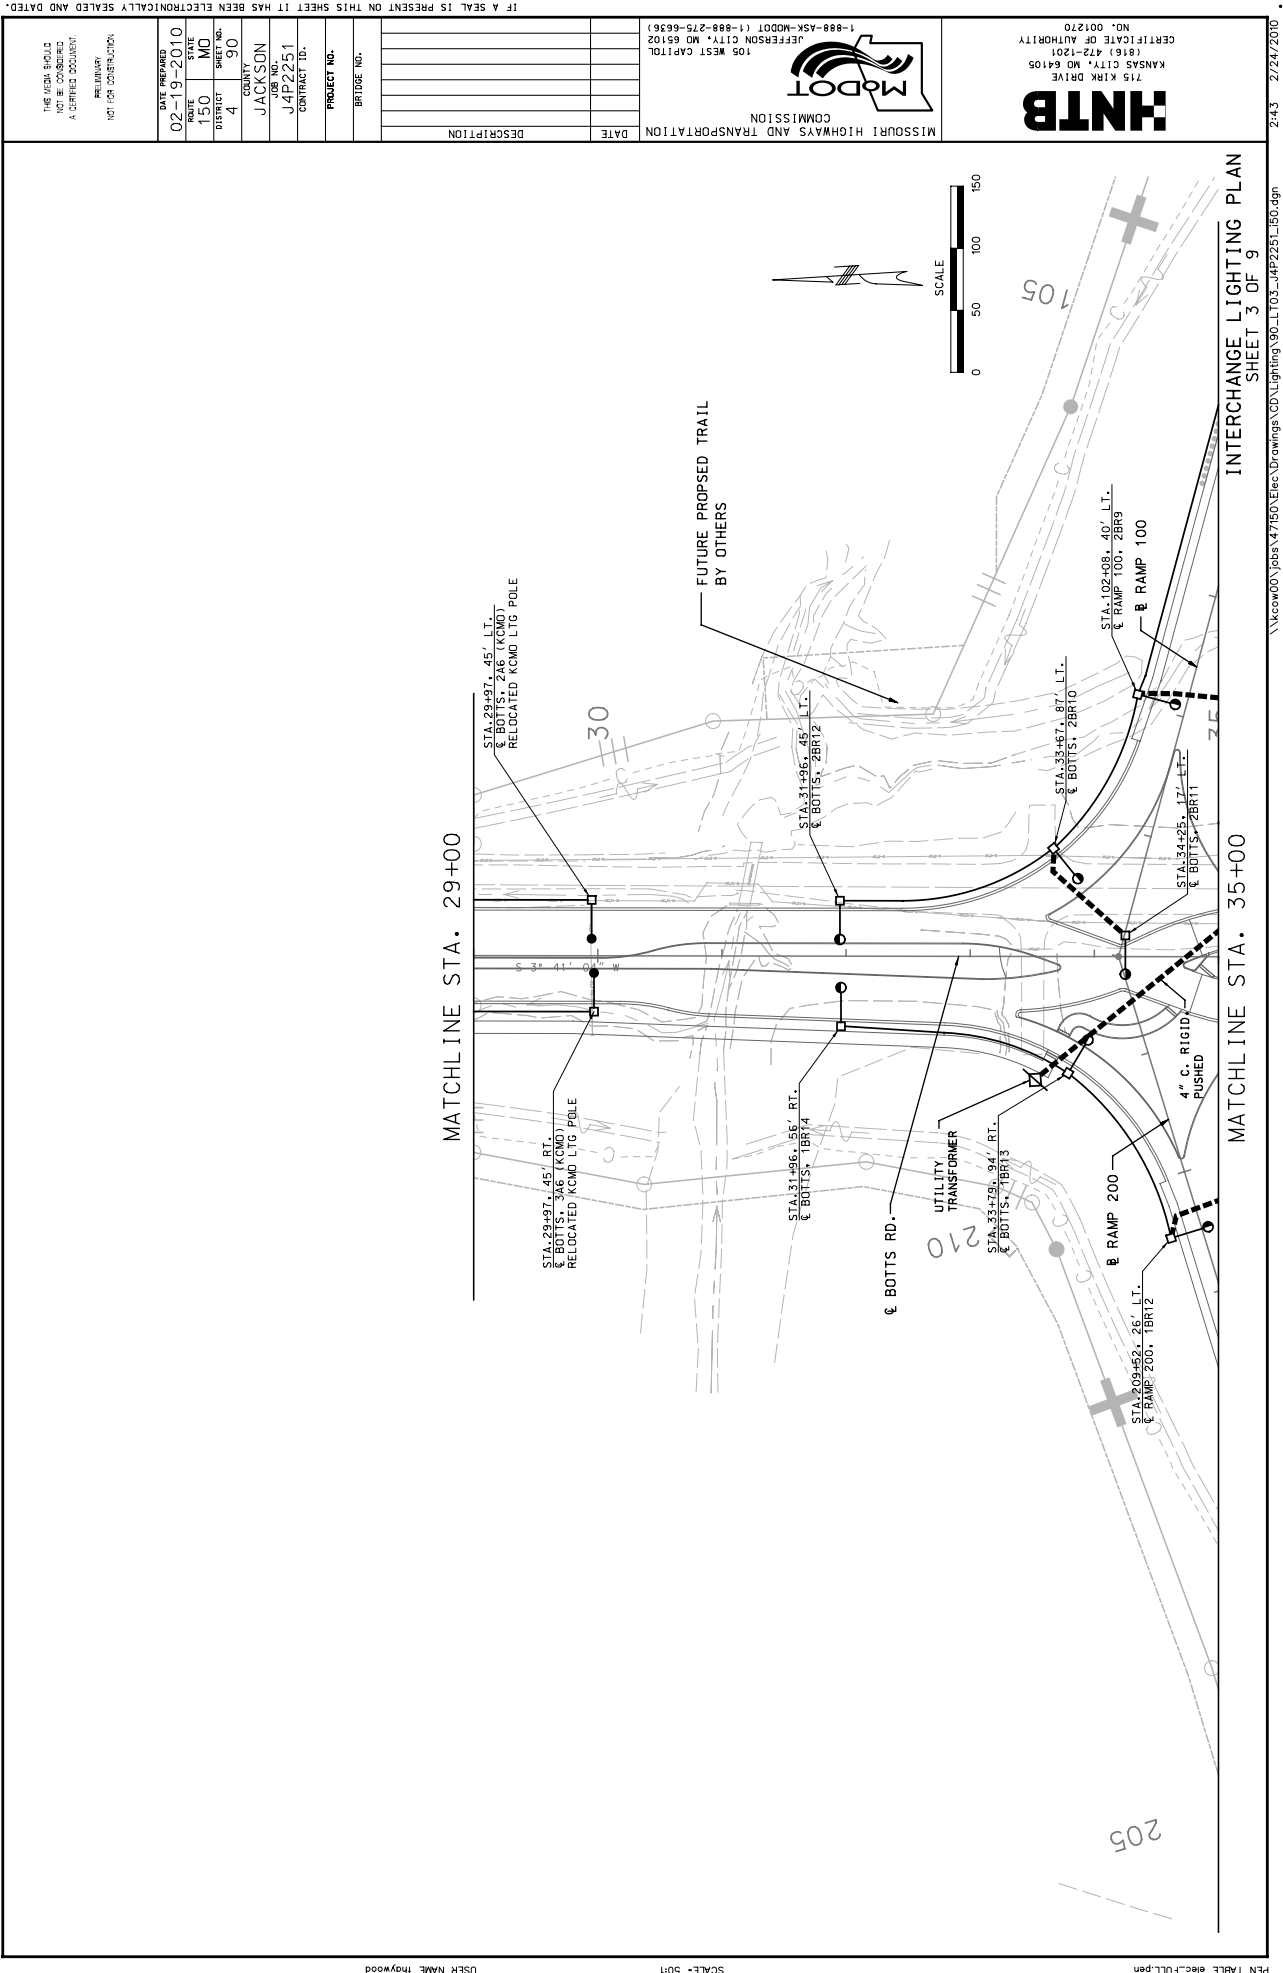 IF A SEAL IS PRESENT ON THIS SHEET IT HAS BEEN ELECTRONICALLY SEALED AND DATED.
THIS MEDIA SHOULD
NOT BE CONSIDERED
A CERTIFIED DOCUMENT.
PRELIMINARY
NOT FOR CONSTRUCTION
DATE PREPARED
02-19-2010
ROUTE STATE
150 MO
DISTRICT SHEET NO.
4 90
COUNTY
JACKSON
JOB NO.
J4P2251
CONTRACT ID.
PROJECT NO.
BRIDGE NO.
DESCRIPTION
DATE
MISSOURI HIGHWAYS AND TRANSPORTATION
COMMISSION
MoDOT
105 WEST CAPITOL
JEFFERSON CITY, MO 65102
1-888-ASK-MODOT (1-888-275-6636)
HNTB
715 KIRK DRIVE
KANSAS CITY, MO 64105
(816) 472-1201
CERTIFICATE OF AUTHORITY
NO. 001270
2:43 2/24/2010
\\kcow00\jobs\47150\Elec\Drawings\CD\Lighting\90_LT03_J4P2251_i50.dgn
INTERCHANGE LIGHTING PLAN
SHEET 3 OF 9
SCALE
0 50 100 150
105
FUTURE PROPSED TRAIL
BY OTHERS
MATCHLINE STA. 29+00
STA.29+97, 45' LT.
℄ BOTTS, 2A6 (KCMO)
RELOCATED KCMO LTG POLE
30
STA.31+96, 45' LT.
℄ BOTTS, 2BR12
STA.33+67, 87' LT.
℄ BOTTS, 2BR10
STA.102+08, 40' LT.
℄ RAMP 100, 2BR9
B RAMP 100
STA.34+25, 17' LT.
℄ BOTTS, 2BR11
35
S 3° 41' 04" W
STA.29+97, 45' RT.
℄ BOTTS, 3A6 (KCMO)
RELOCATED KCMO LTG POLE
STA.31+96, 56' RT.
℄ BOTTS, 1BR14
℄ BOTTS RD.
UTILITY
TRANSFORMER
STA.33+79, 94' RT.
℄ BOTTS, 1BR13
210
B RAMP 200
4" C. RIGID,
PUSHED
STA.209+52, 26' LT.
℄ RAMP 200, 1BR12
MATCHLINE STA. 35+00
205
USER NAME thaywood
SCALE= 50:1
PEN TABLE elec_FULL.pen